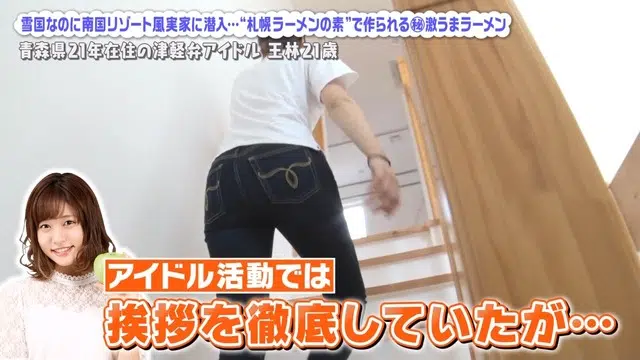 雪国なのに南国リゾート風実家に潜入…“札幌ラーメンの素”で作られる㊙激うまラーメン
青森県21年在住の津軽弁アイドル 王林21歳
アイドル活動では
挨拶を徹底していたが…